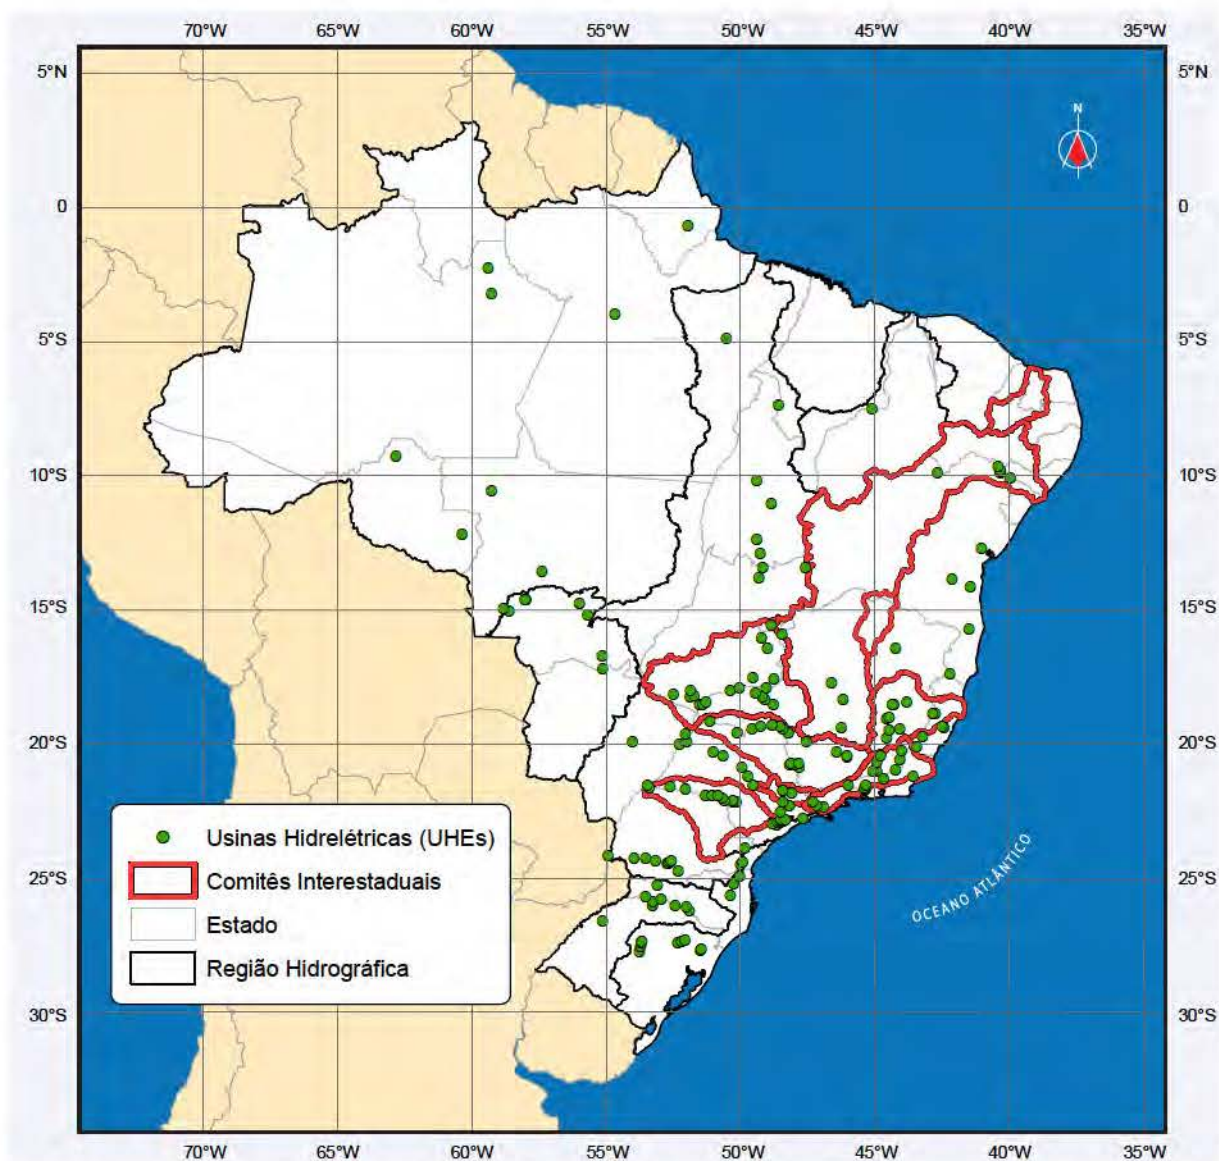 70°W 65°W 60°W 55°W 50°W 45°W 40°W 35°W
5°N 5°N
N
0 0
5°S 5°S
10°S 10°S
15°S 15°S
20°S 20°S
Usinas Hidrelétricas (UHEs)
Comitês Interestaduais
25°S 25°S
OCEANO ATLÂNTICO
Estado
Região Hidrográfica
30°S 30°S
70°W 65°W 60°W 55°W 50°W 45°W 40°W 35°W